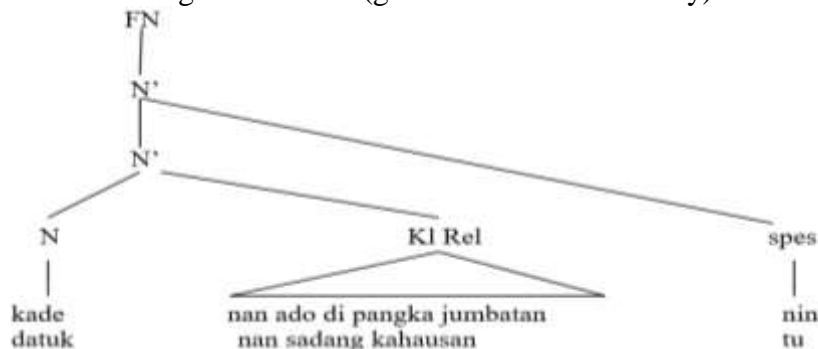 FN
N’
N’
N Kl Rel spes
kade nan ado di pangka jumbatan nin
datuk nan sadang kahausan tu